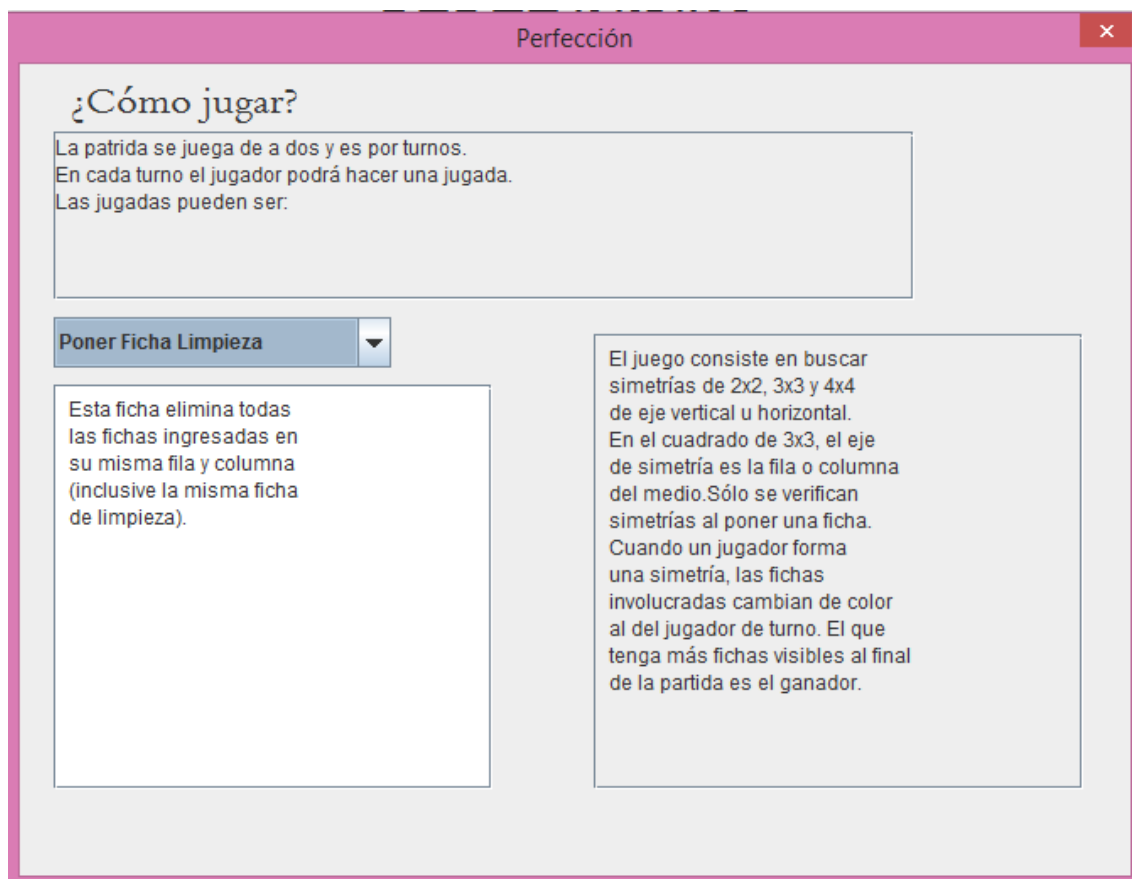 Perfección
¿Cómo jugar?
La patrida se juega de a dos y es por turnos.
En cada turno el jugador podrá hacer una jugada.
Las jugadas pueden ser:
Poner Ficha Limpieza
Esta ficha elimina todas
las fichas ingresadas en
su misma fila y columna
(inclusive la misma ficha
de limpieza).
El juego consiste en buscar
simetrías de 2x2, 3x3 y 4x4
de eje vertical u horizontal.
En el cuadrado de 3x3, el eje
de simetría es la fila o columna
del medio.Sólo se verifican
simetrías al poner una ficha.
Cuando un jugador forma
una simetría, las fichas
involucradas cambian de color
al del jugador de turno. El que
tenga más fichas visibles al final
de la partida es el ganador.